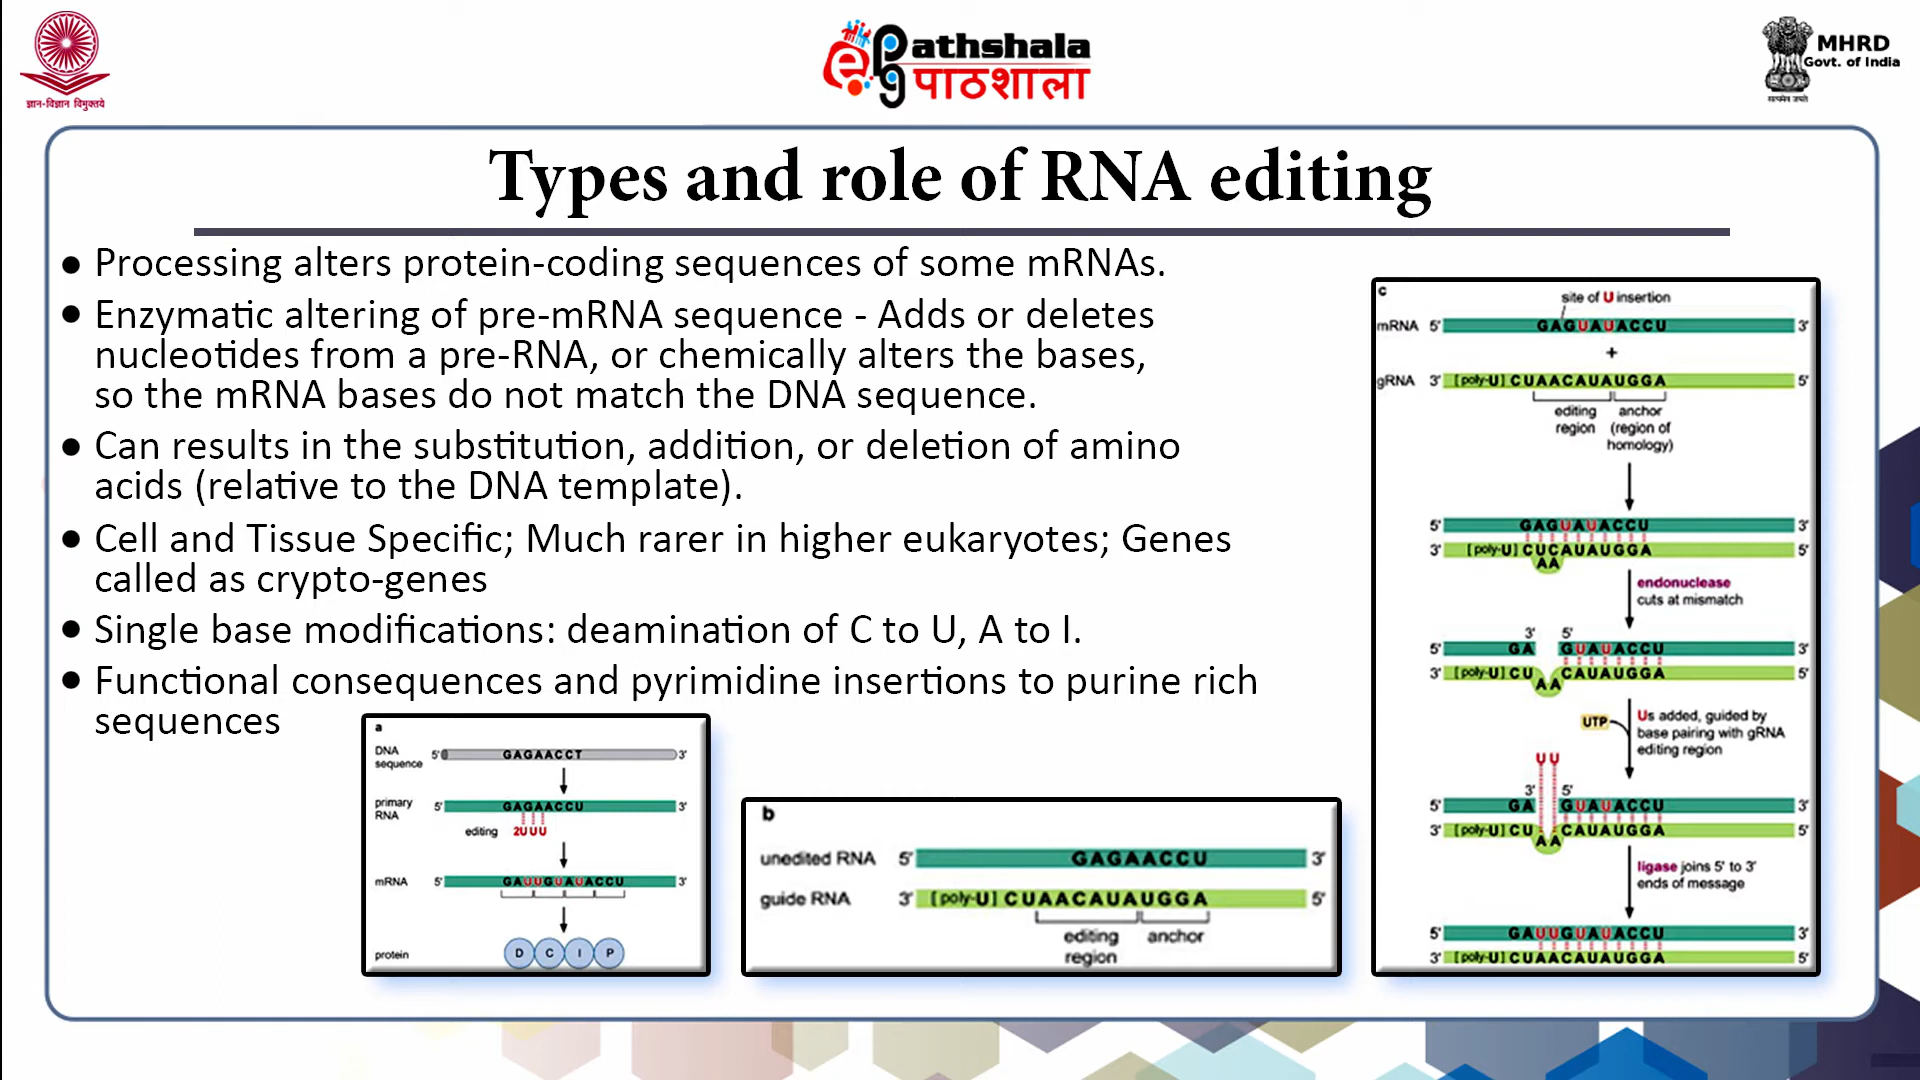 ज्ञान-विज्ञान विमुक्तये
e PG Pathshala
पाठशाला
MHRD
Govt. of India
सत्यमेव जयते
Types and role of RNA editing
● Processing alters protein-coding sequences of some mRNAs.
● Enzymatic altering of pre-mRNA sequence - Adds or deletes
nucleotides from a pre-RNA, or chemically alters the bases,
so the mRNA bases do not match the DNA sequence.
● Can results in the substitution, addition, or deletion of amino
acids (relative to the DNA template).
● Cell and Tissue Specific; Much rarer in higher eukaryotes; Genes
called as crypto-genes
● Single base modifications: deamination of C to U, A to I.
● Functional consequences and pyrimidine insertions to purine rich
sequences
a
DNA sequence 5' GAGAACCT 3'
primary RNA 5' GAGAACCU 3'
editing 2UUU
mRNA 5' GAUUGUAUACCU 3'
protein D C I P
b
unedited RNA 5' GAGAACCU 3'
guide RNA 3' [poly-U] CUAACAUAUGGA 5'
editing region
anchor
c
site of U insertion
mRNA 5' GAGUAUACCU 3'
+
gRNA 3' [poly-U] CUAACAUAUGGA 5'
editing region
anchor
(region of
homology)
5' GAGUAUACCU 3'
3' [poly-U] CUCAUAUGGA 5'
AA
endonuclease
cuts at mismatch
3' 5'
5' GA GUAUACCU 3'
3' [poly-U] CU CAUAUGGA 5'
AA
UTP
Us added, guided by
base pairing with gRNA
editing region
UU
3' 5'
5' GA GUAUACCU 3'
3' [poly-U] CU CAUAUGGA 5'
AA
ligase joins 5' to 3'
ends of message
5' GAUUGUAUACCU 3'
3' [poly-U] CUAACAUAUGGA 5'